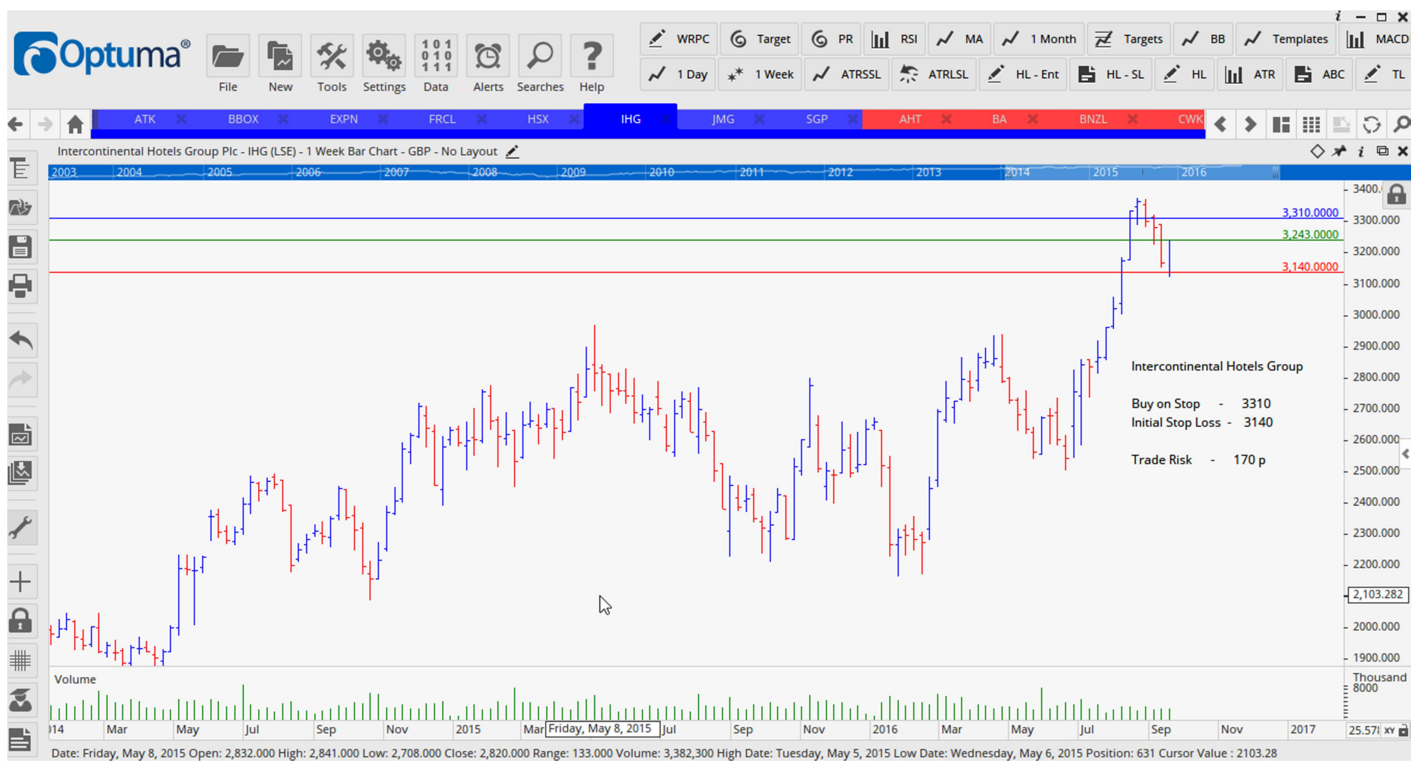 i
Optuma®
File New Tools Settings Data Alerts Searches Help
101
010
111
WRPC Target PR RSI MA 1 Month Targets BB Templates MACD
1 Day 1 Week ATRSSL ATRLSL HL - Ent HL - SL HL ATR ABC TL
ATK BBOX EXPN FRCL HSX IHG JMG SGP AHT BA BNZL CWK
Intercontinental Hotels Group Plc - IHG (LSE) - 1 Week Bar Chart - GBP - No Layout
i
2003 2004 2005 2006 2007 2008 2009 2010 2011 2012 2013 2014 2015 2016
3400.
3,310.0000
3300.000
3,243.0000
3200.000
3,140.0000
3100.000
3000.000
2900.000
Intercontinental Hotels Group
2800.000
Buy on Stop - 3310
2700.000
Initial Stop Loss - 3140
2600.000
Trade Risk - 170 p
2500.000
2400.000
2300.000
2200.000
2,103.282
2000.000
1900.000
Volume
Thousand
8000
)14 Mar May Jul Sep Nov 2015 Mar Friday, May 8, 2015 Jul Sep Nov 2016 Mar May Jul Sep Nov 2017 25.57( XY
Date: Friday, May 8, 2015 Open: 2,832.000 High: 2,841.000 Low: 2,708.000 Close: 2,820.000 Range: 133.000 Volume: 3,382,300 High Date: Tuesday, May 5, 2015 Low Date: Wednesday, May 6, 2015 Position: 631 Cursor Value : 2103.28